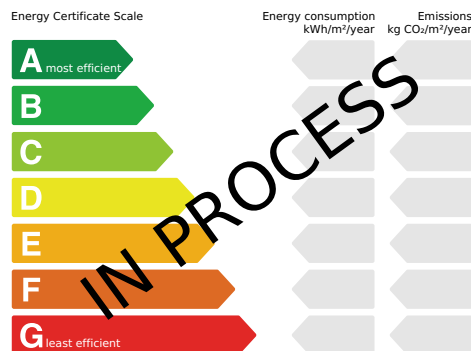 Energy Certificate Scale
Energy consumption
kWh/m²/year
Emissions
kg CO₂/m²/year
A most efficient
B
C
D
E
F
G least efficient
IN PROCESS